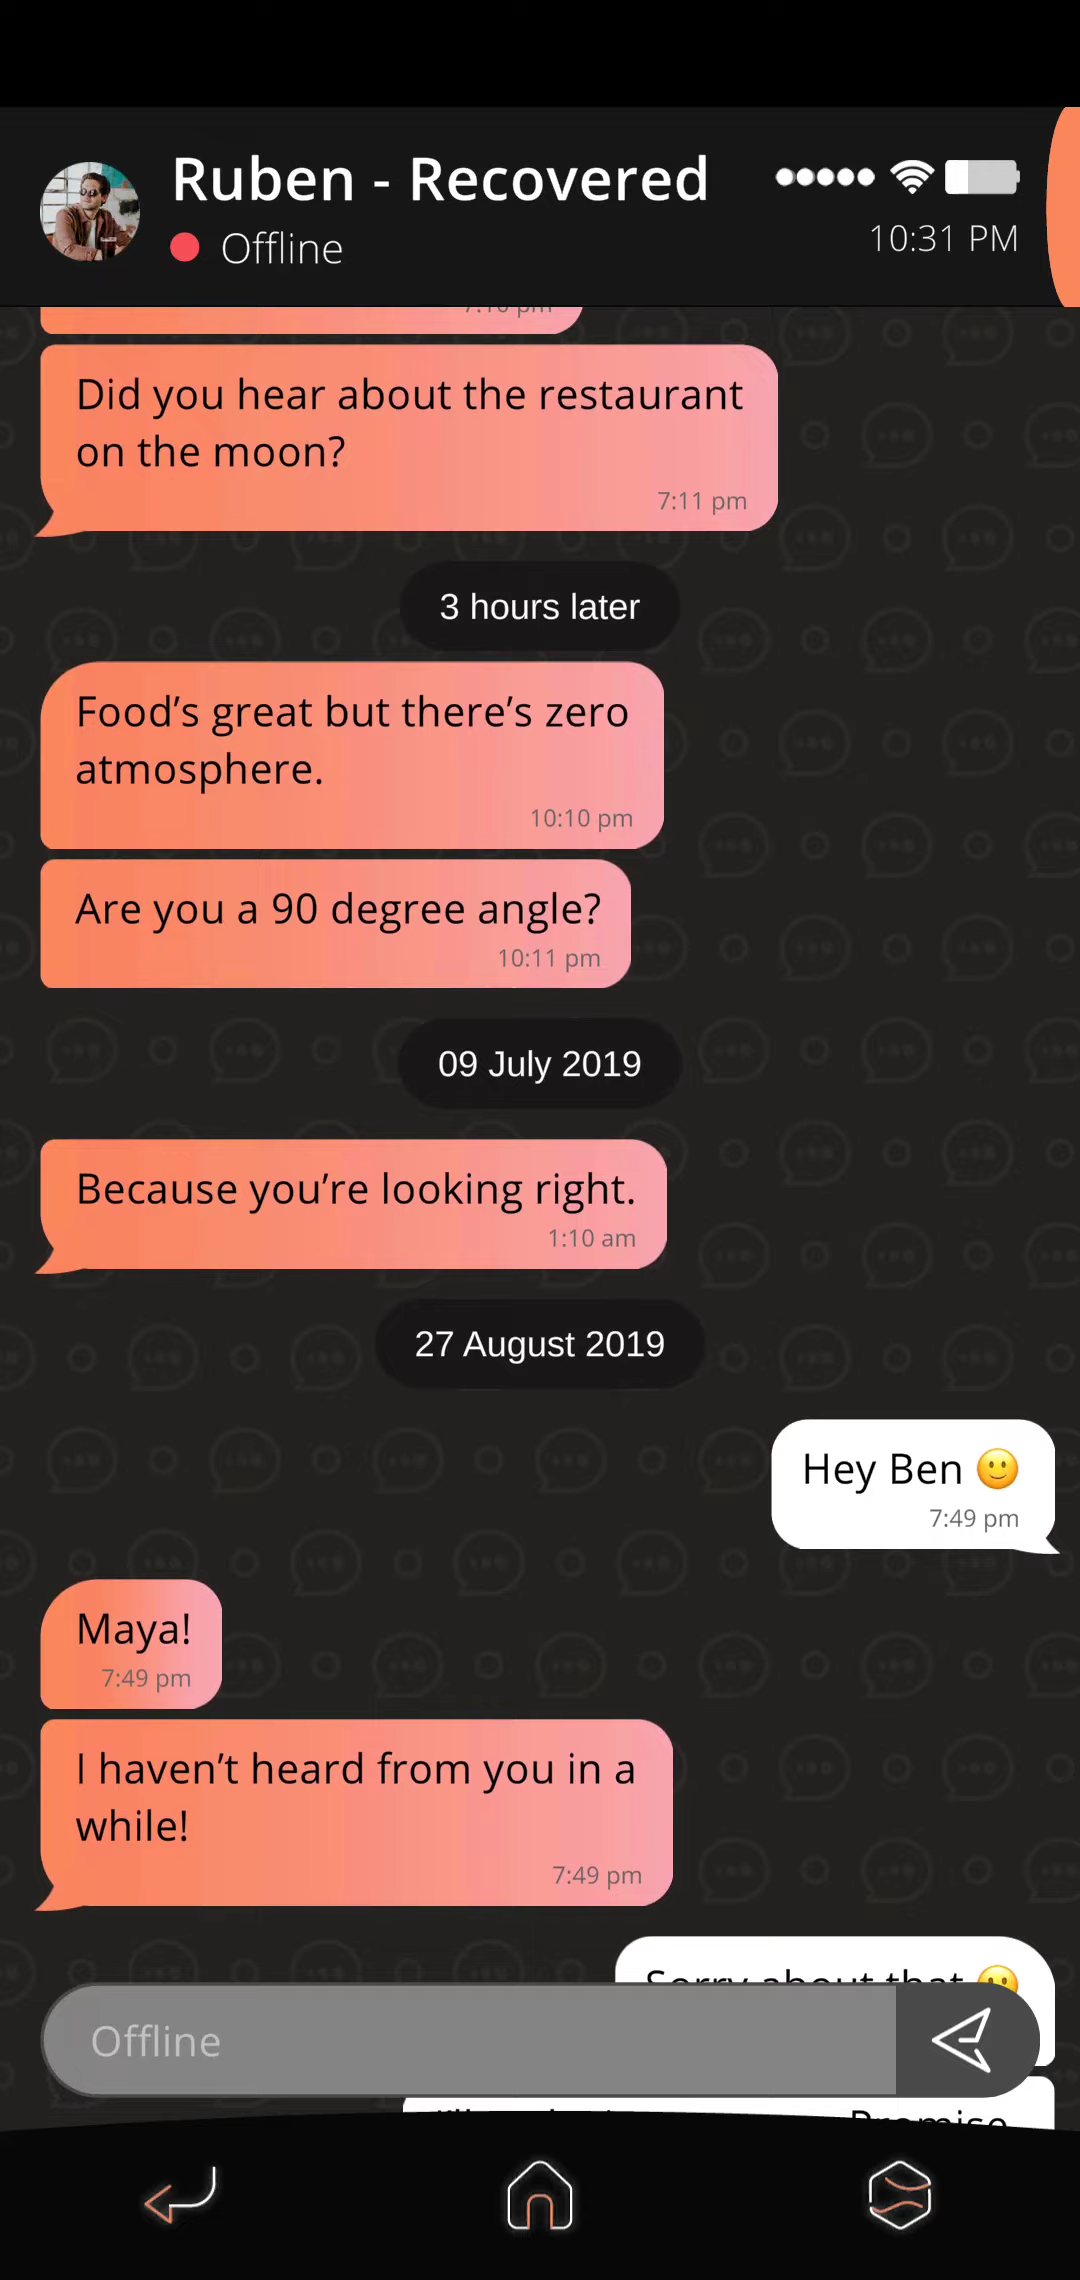 Ruben - Recovered
Offline
10:31 PM
Did you hear about the restaurant
on the moon?
7:11 pm
3 hours later
Food’s great but there’s zero
atmosphere.
10:10 pm
Are you a 90 degree angle?
10:11 pm
09 July 2019
Because you’re looking right.
1:10 am
27 August 2019
Hey Ben 🙂
7:49 pm
Maya!
7:49 pm
I haven’t heard from you in a
while!
7:49 pm
Sorry about that
Offline
Promise